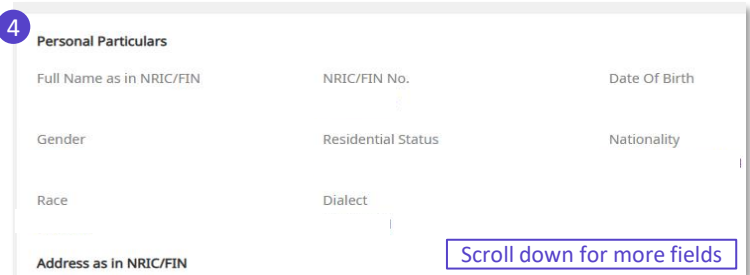 4
Personal Particulars
Full Name as in NRIC/FIN NRIC/FIN No. Date Of Birth
Gender Residential Status Nationality
Race Dialect
Scroll down for more fields
Address as in NRIC/FIN